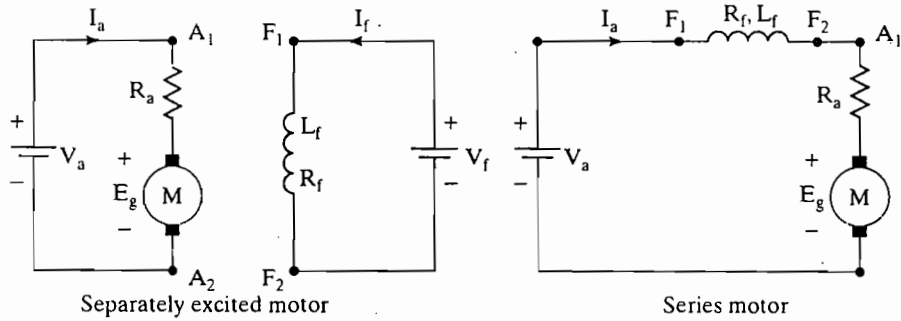 I_a
A_1
R_a
+
V_a
−
+
E_g
M
−
A_2
F_1
I_f
L_f
R_f
+
V_f
−
F_2
Separately excited motor
I_a
F_1
R_f, L_f
F_2
A_1
R_a
+
V_a
−
+
E_g
M
−
Series motor